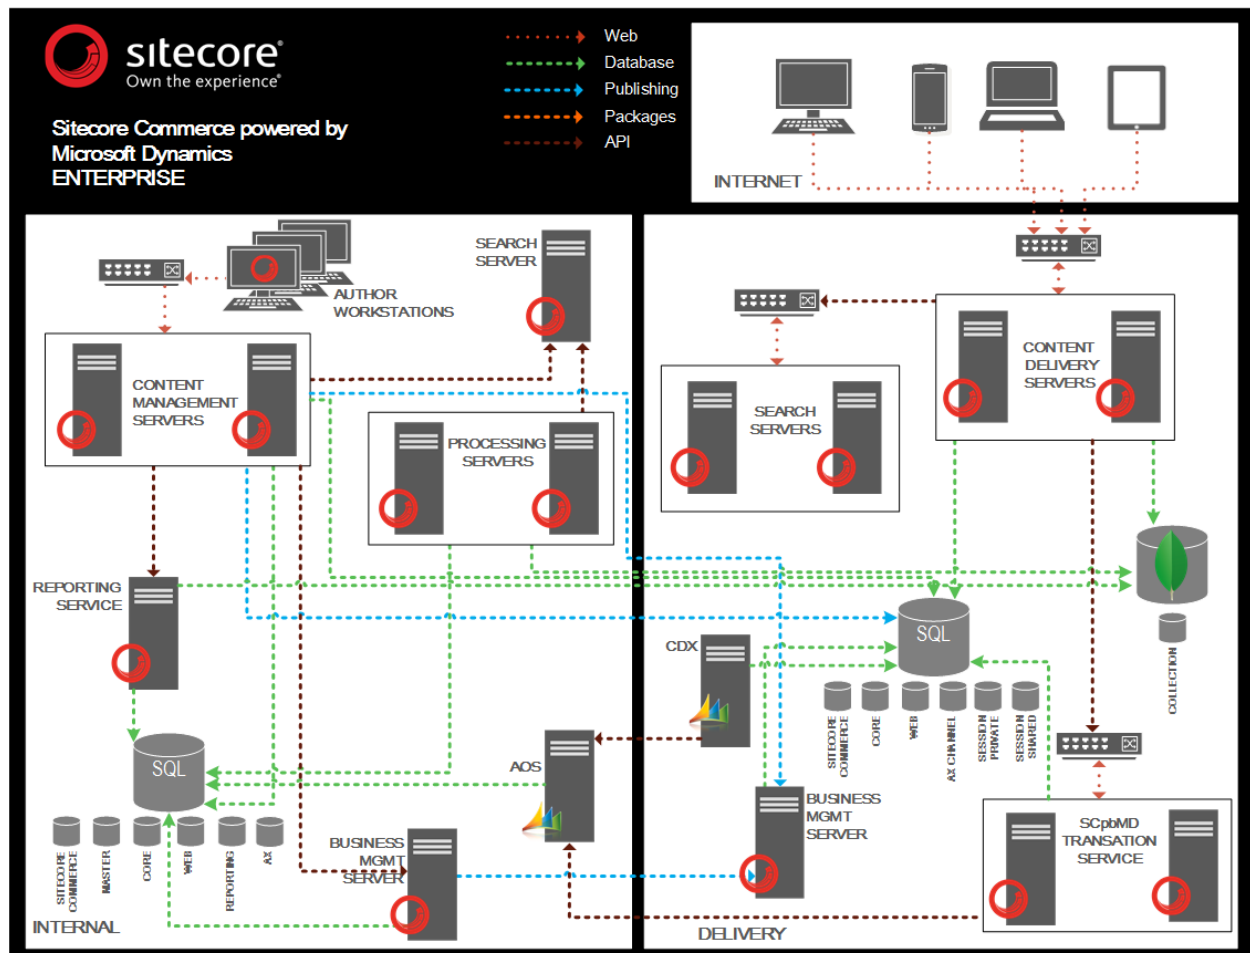 sitecore®
Own the experience®
Sitecore Commerce powered by
Microsoft Dynamics
ENTERPRISE
Web
Database
Publishing
Packages
API
INTERNET
SEARCH
SERVER
AUTHOR
WORKSTATIONS
CONTENT
MANAGEMENT
SERVERS
PROCESSING
SERVERS
REPORTING
SERVICE
SQL
SITECORE
COMMERCE
MASTER
CORE
WEB
REPORTING
AX
AOS
BUSINESS
MGMT
SERVER
INTERNAL
CONTENT
DELIVERY
SERVERS
SEARCH
SERVERS
COLLECTION
SQL
CDX
SITECORE
COMMERCE
CORE
WEB
AX CHANNEL
SESSION
PRIVATE
SESSION
SHARED
BUSINESS
MGMT
SERVER
SCpbMD
TRANSATION
SERVICE
DELIVERY